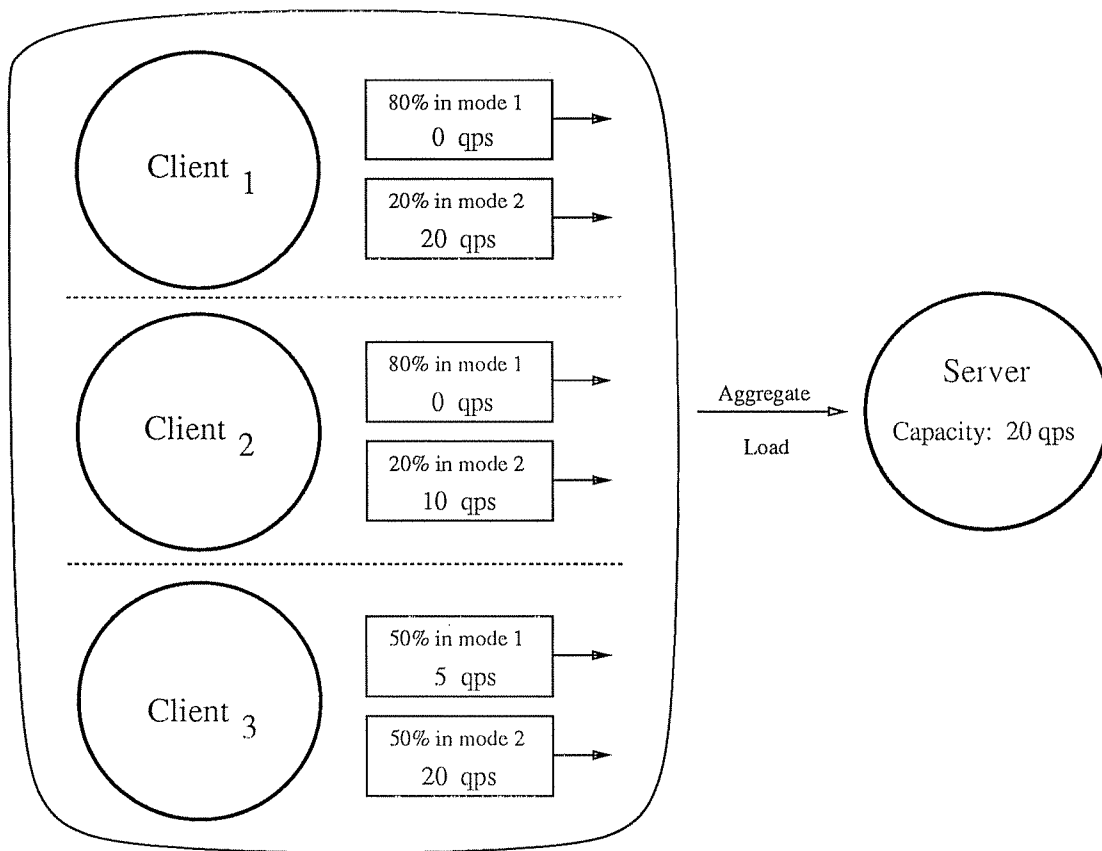 80% in mode 1
0 qps
Client 1
20% in mode 2
20 qps
80% in mode 1
0 qps
Client 2
20% in mode 2
10 qps
50% in mode 1
5 qps
Client 3
50% in mode 2
20 qps
Aggregate
Load
Server
Capacity: 20 qps